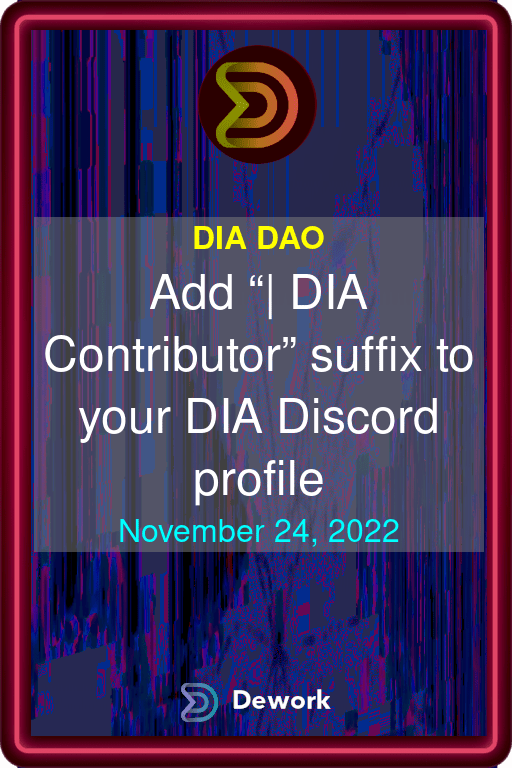 DIA DAO
Add “| DIA
Contributor” suffix to
your DIA Discord
profile
November 24, 2022
Dework